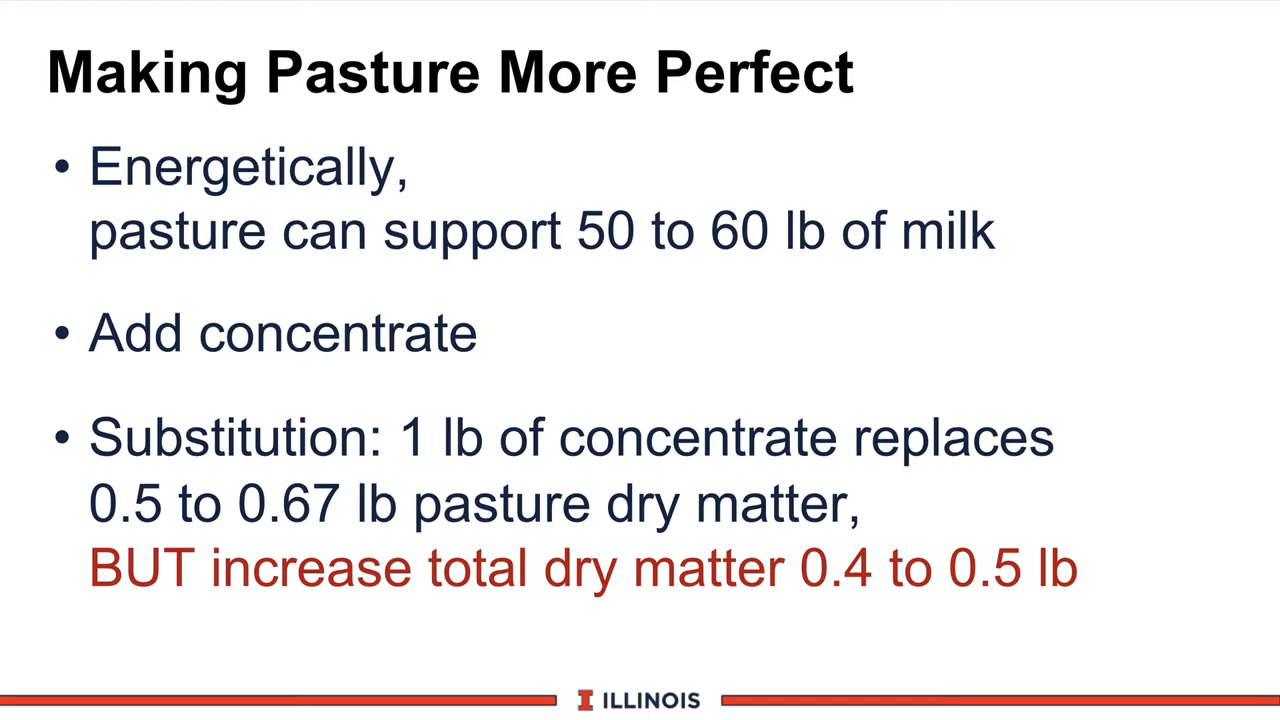 Making Pasture More Perfect
• Energetically,
pasture can support 50 to 60 lb of milk
• Add concentrate
• Substitution: 1 lb of concentrate replaces
0.5 to 0.67 lb pasture dry matter,
BUT increase total dry matter 0.4 to 0.5 lb
I ILLINOIS